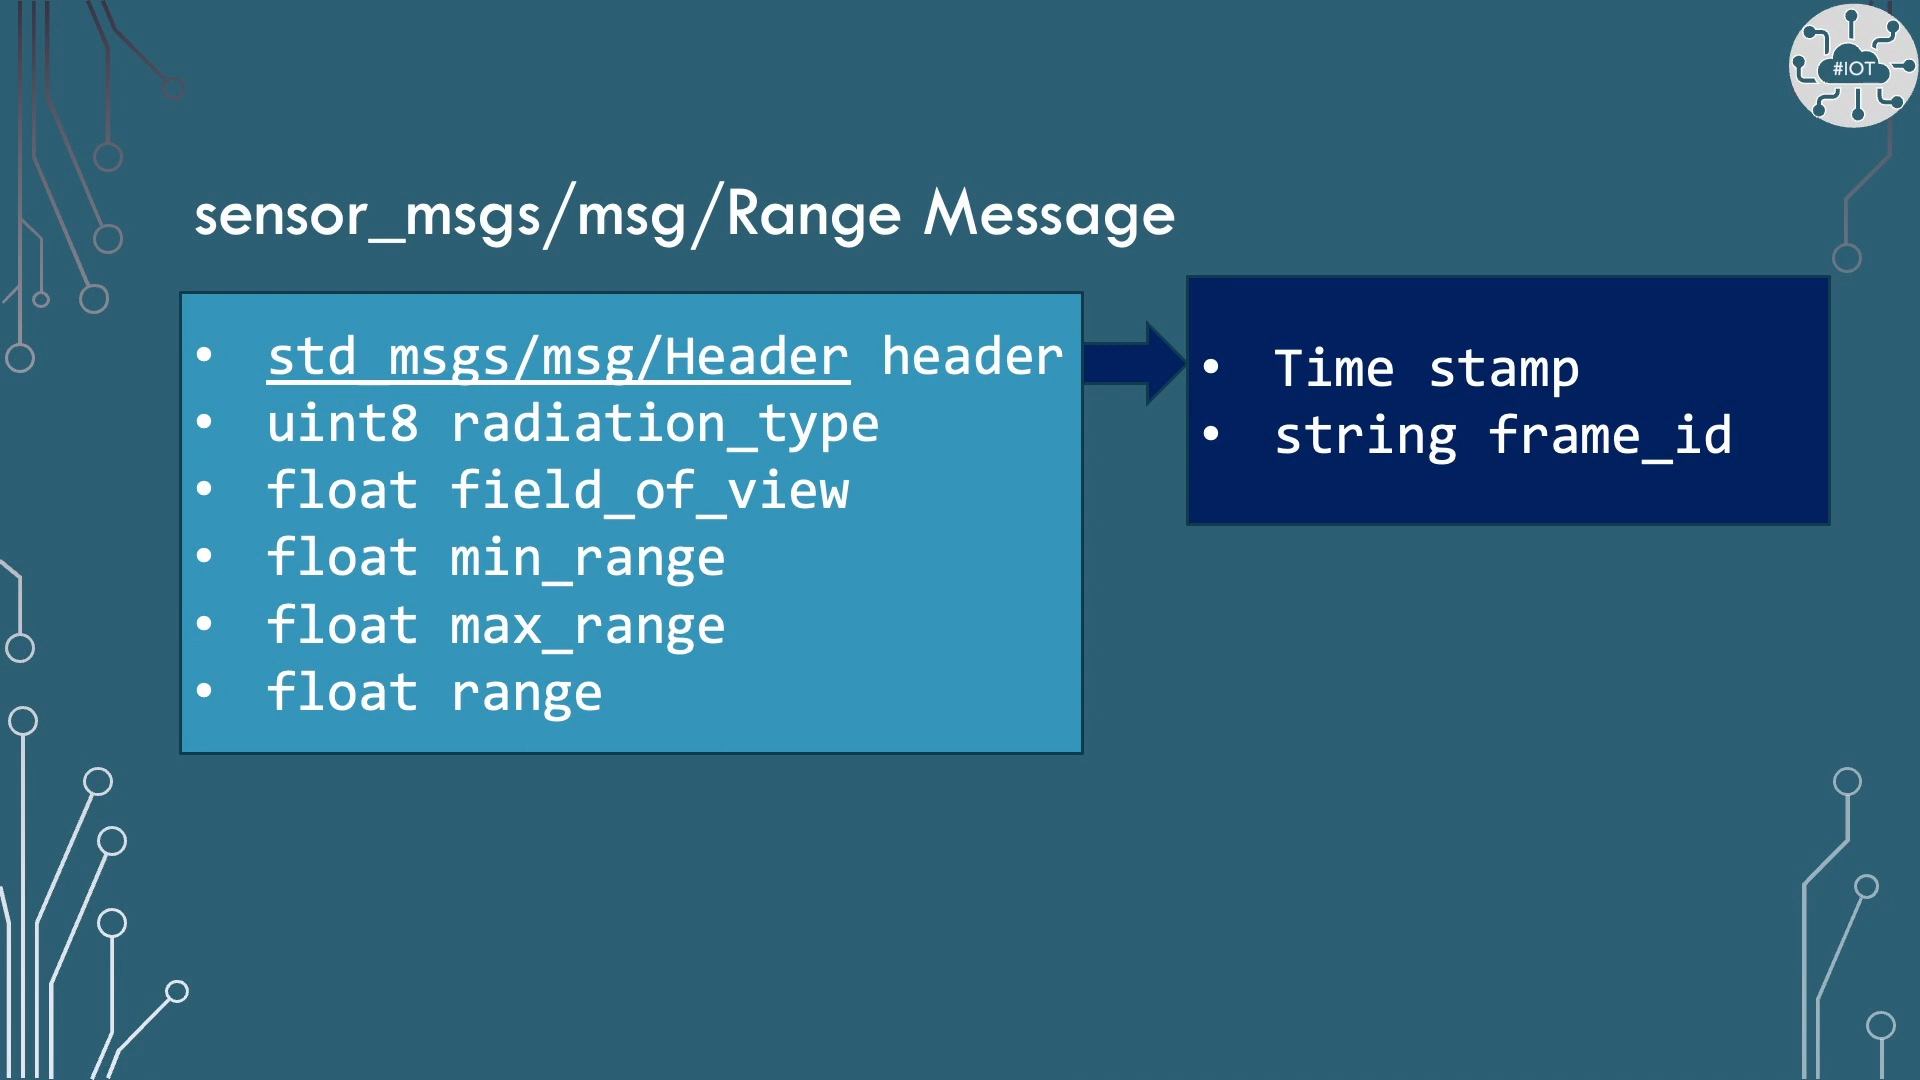 #IOT
sensor_msgs/msg/Range Message
• std_msgs/msg/Header header
• uint8 radiation_type
• float field_of_view
• float min_range
• float max_range
• float range
• Time stamp
• string frame_id